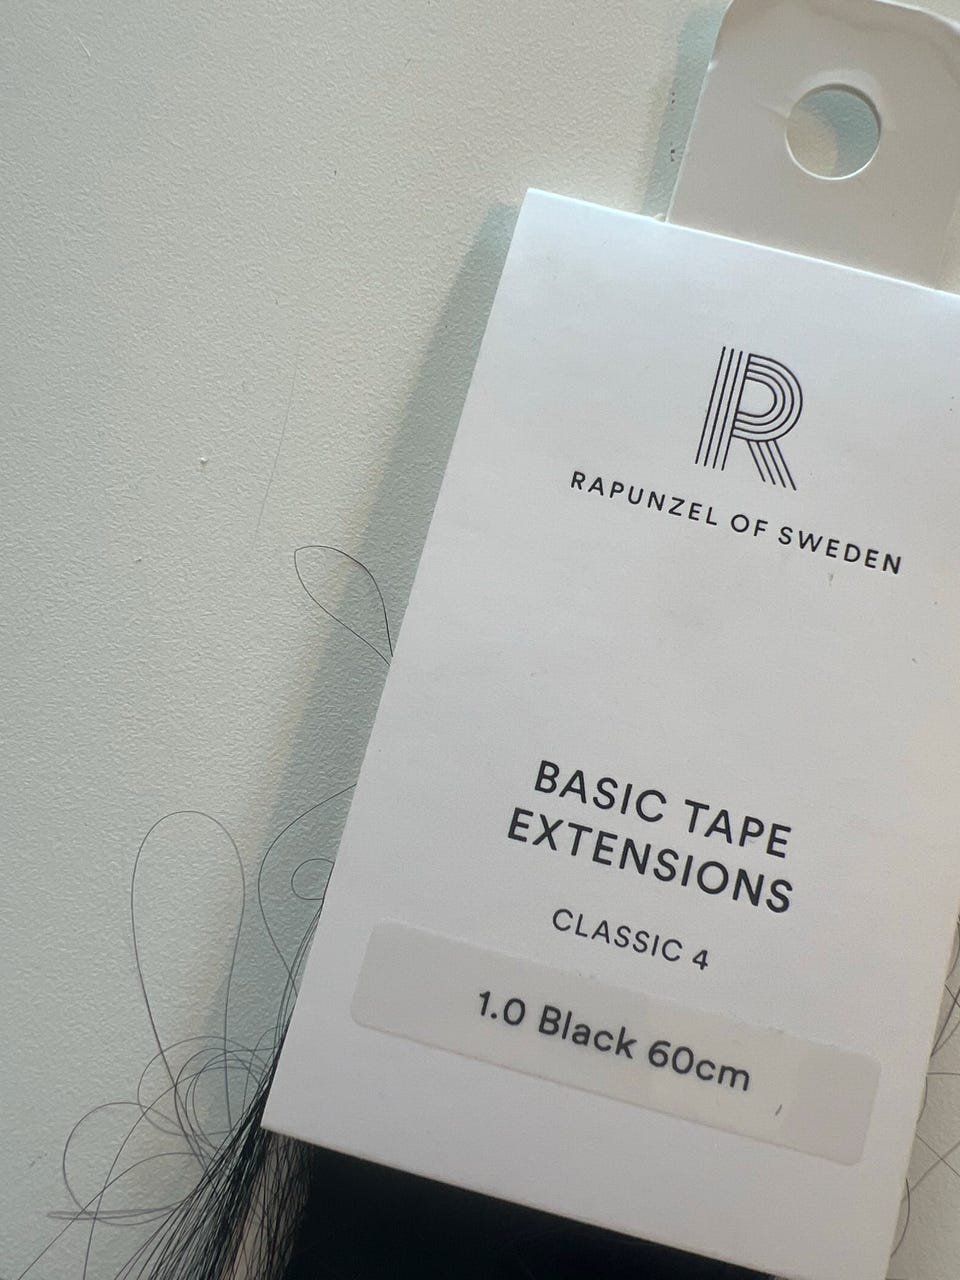 R
RAPUNZEL OF SWEDEN
BASIC TAPE
EXTENSIONS
CLASSIC 4
1.0 Black 60cm